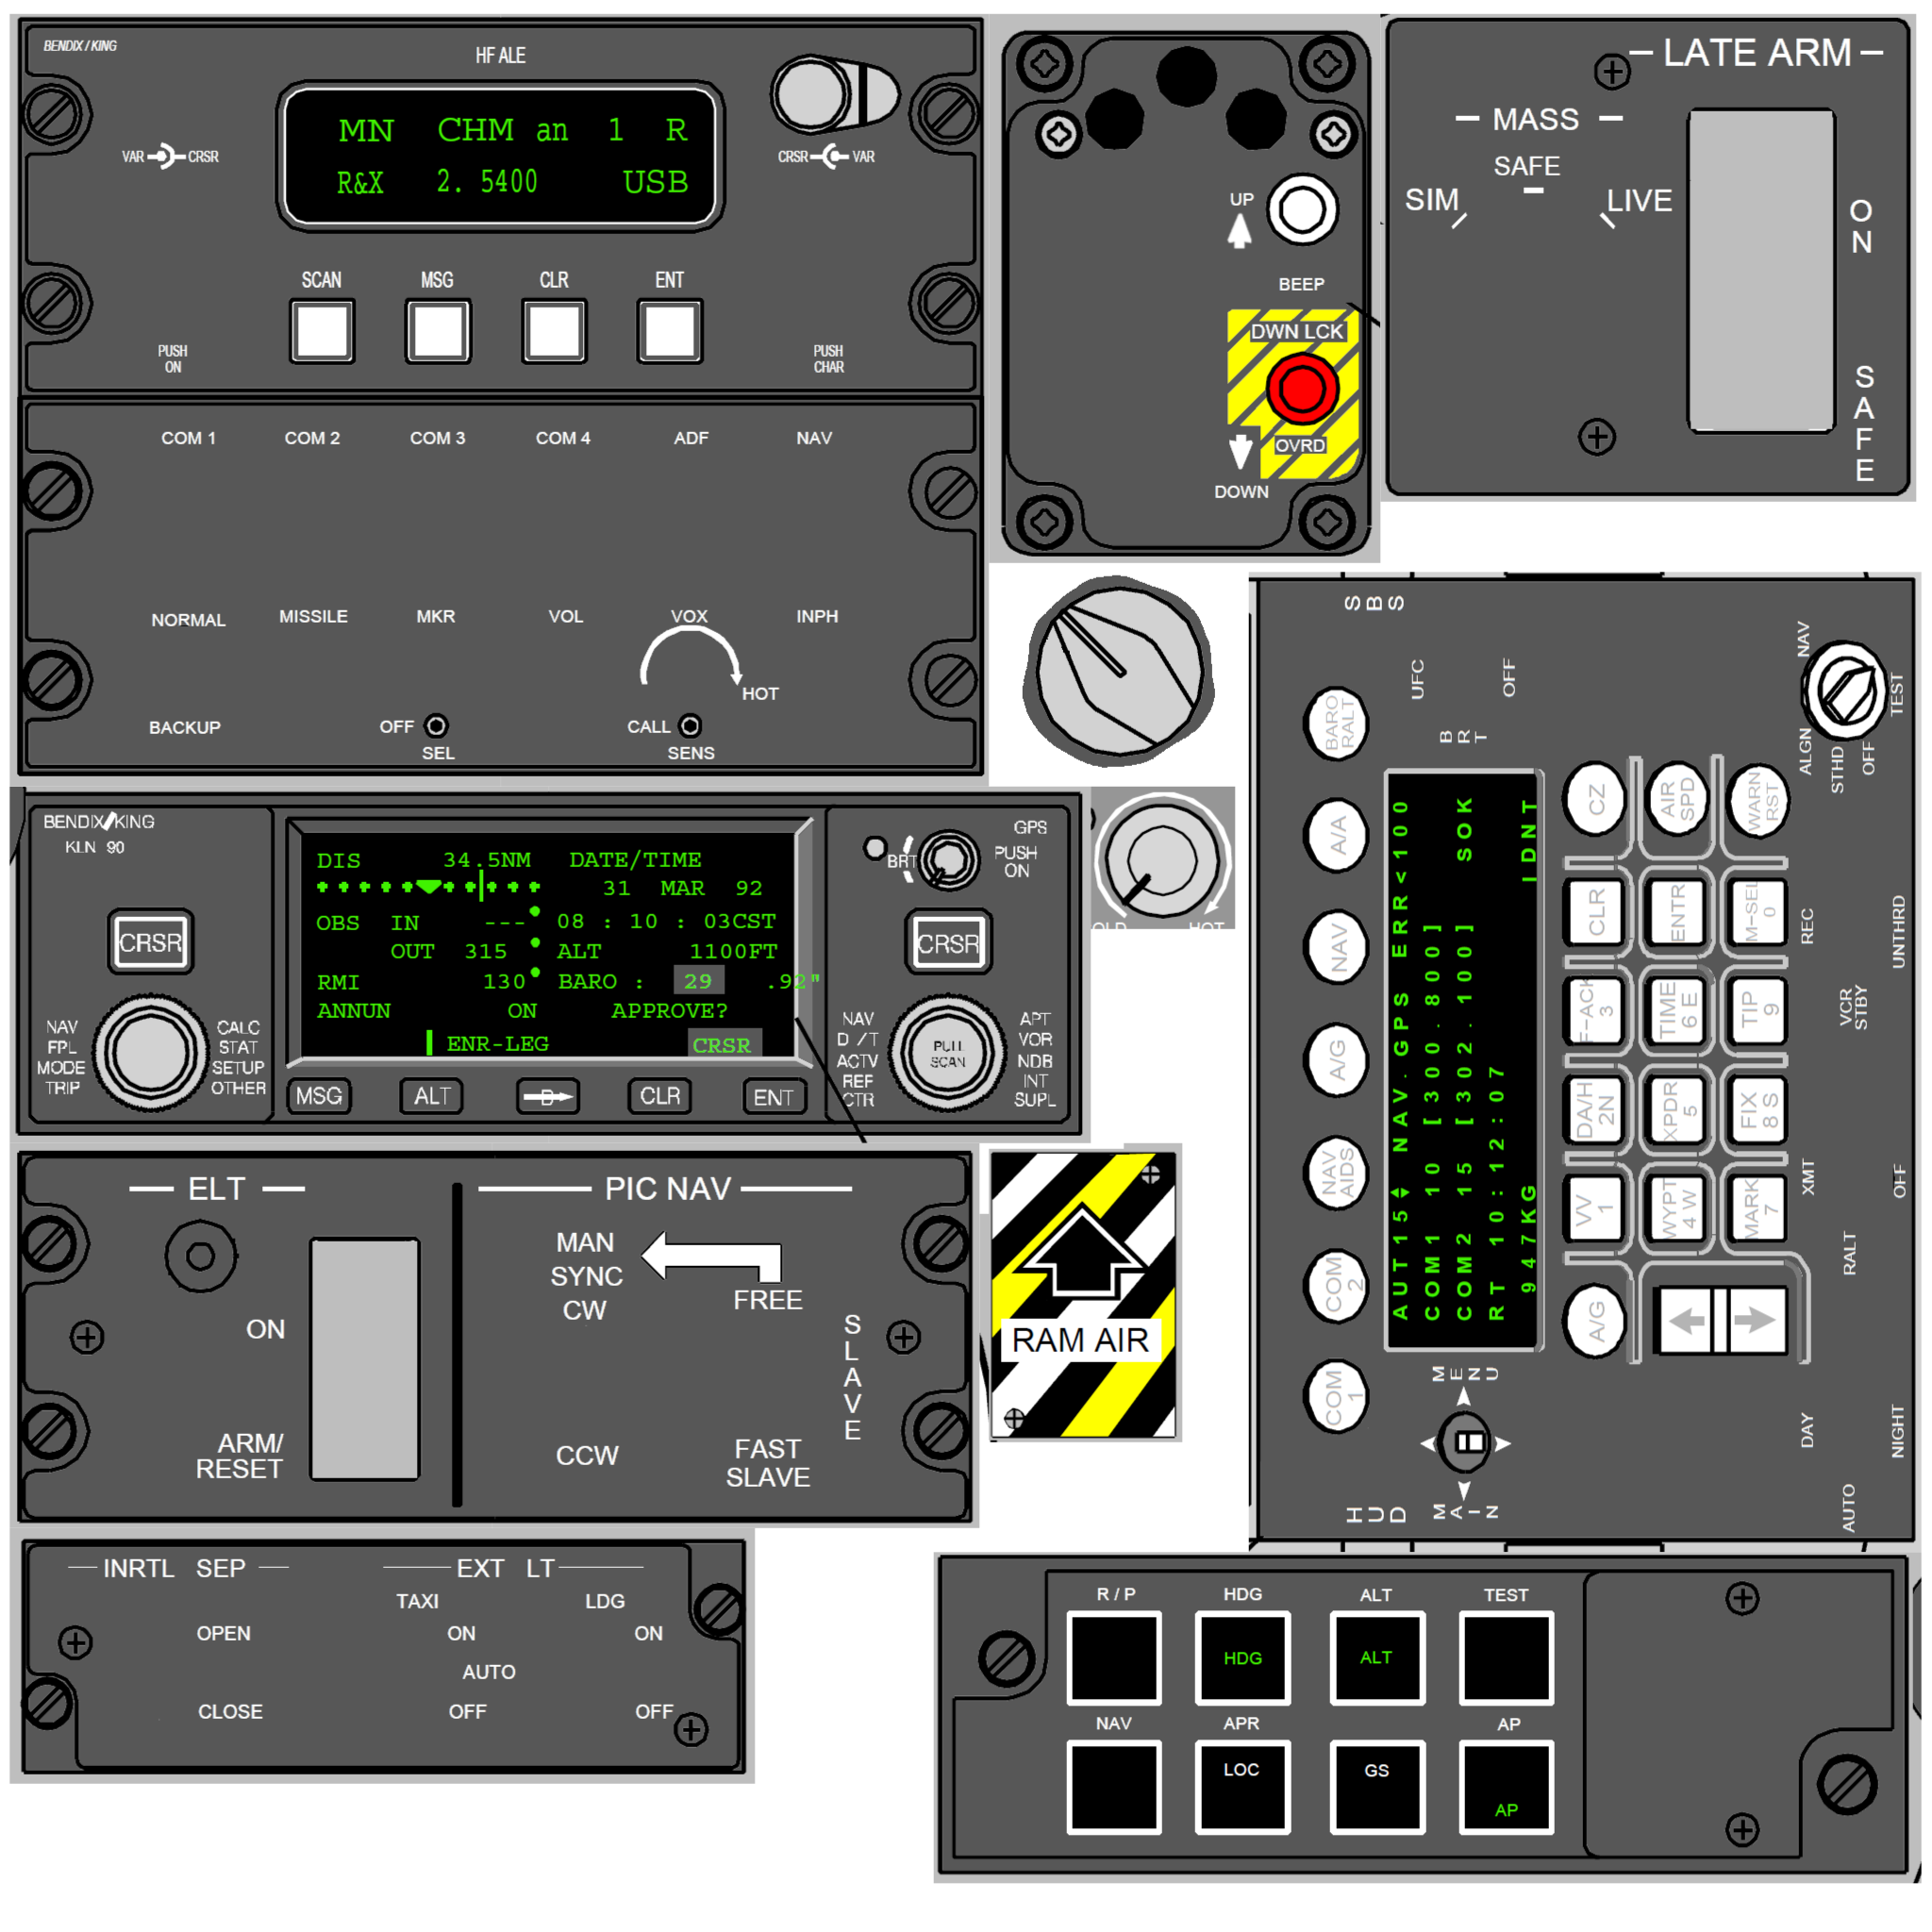 BENDIX/KING
HF ALE
MN CHM an 1 R
R&X 2. 5400 USB
VAR CRSR
CRSR VAR
SCAN MSG CLR ENT
PUSH ON
PUSH CHAR
COM 1 COM 2 COM 3 COM 4 ADF NAV
NORMAL MISSILE MKR VOL VOX INPH
HOT
BACKUP OFF CALL
SEL SENS
UP
BEEP
DWN LCK
OVRD
DOWN
LATE ARM
MASS
SAFE
SIM LIVE
ON
SAFE
BENDIX/KING
KLN 90
CRSR
NAV CALC
FPL STAT
MODE SETUP
TRIP OTHER
DIS 34.5NM DATE/TIME
31 MAR 92
OBS IN --- 08 : 10 : 03CST
OUT 315 ALT 1100FT
RMI 130 BARO : 29 .92"
ANNUN ON APPROVE?
ENR-LEG CRSR
MSG ALT D CLR ENT
BRT
GPS
PUSH ON
CRSR
NAV APT
D /T VOR
ACTV NDB
REF INT
CTR SUPL
PULL SCAN
HOT
SBS
UFC OFF
BRT
NAV
TEST
ALGN STHD OFF
BARO RALT
A/A
NAV
A/G
NAV AIDS
COM 2
COM 1
AUT15 NAV.GPS ERR<100
COM1 10 [300.800]
COM2 15 [302.100] SOK
RT 10:12:07
947KG IDNT
CZ AIR SPD WARN RST
CLR ENTR M-SEL 0
F-ACK 3 TIME 6 E TIP 9
DA/H 2N XPDR 5 FIX 8 S
VV 1 WYPT 4 W MARK 7
A/G
REC UNTHRD
VCR STBY
XMT OFF
RALT
DAY NIGHT
AUTO
MENU
MAIN
HUD
ELT
ON
ARM/
RESET
PIC NAV
MAN
SYNC
CW
FREE
SLAVE
CCW
FAST
SLAVE
RAM AIR
INRTL SEP EXT LT
TAXI LDG
OPEN ON ON
AUTO
CLOSE OFF OFF
R / P HDG ALT TEST
HDG ALT
NAV APR AP
LOC GS
AP